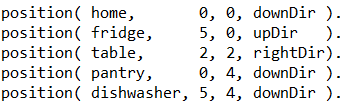 position( home,       0, 0, downDir ).
position( fridge,     5, 0, upDir   ).
position( table,      2, 2, rightDir).
position( pantry,     0, 4, downDir ).
position( dishwasher, 5, 4, downDir ).